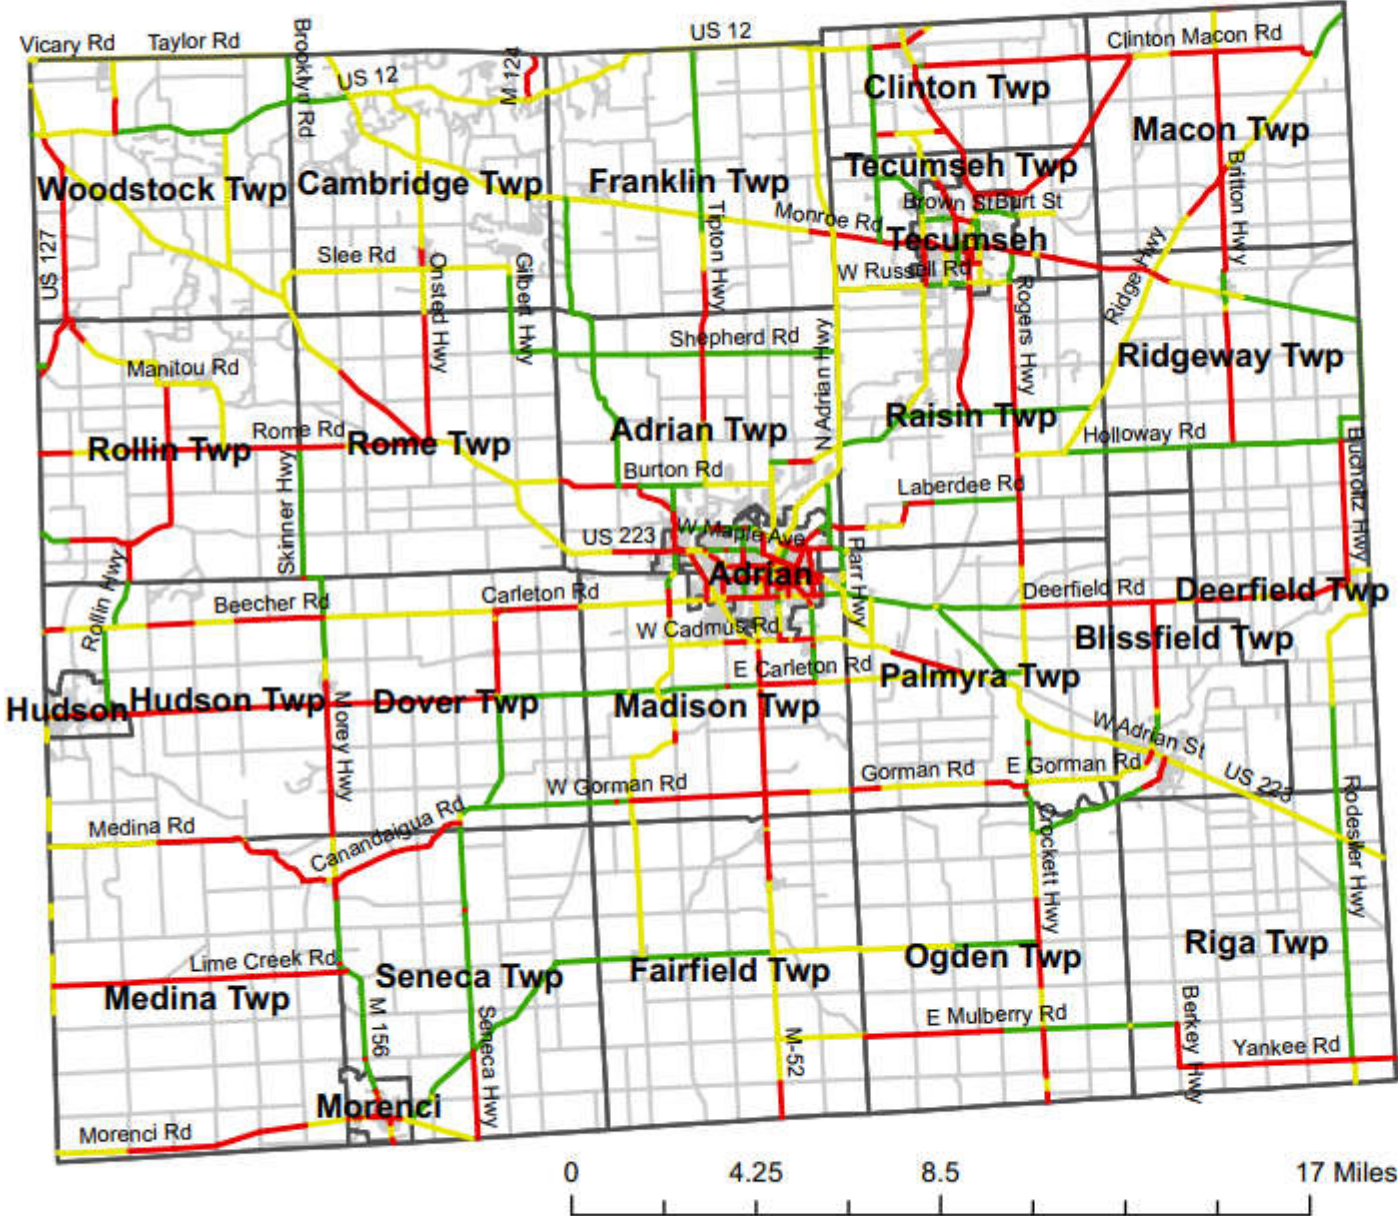 US 12
Vicary Rd
Taylor Rd
Brooklyn Rd
US 12
M 124
Clinton Macon Rd
Clinton Twp
Macon Twp
Tecumseh Twp
Woodstock Twp
Cambridge Twp
Franklin Twp
Britton Hwy
Brown St
Burt St
Tipton Hwy
Monroe Rd
Tecumseh
US 127
Slee Rd
Onsted Hwy
Gilbert Hwy
W Russell Rd
Ridge Hwy
Rogers Hwy
Shepherd Rd
N Adrian Hwy
Ridgeway Twp
Manitou Rd
Raisin Twp
Rollin Twp
Rome Rd
Rome Twp
Adrian Twp
Holloway Rd
Bucholtz Hwy
Skinner Hwy
Burton Rd
Laberdee Rd
US 223
W Maple Ave
Parr Hwy
Adrian
Rollin Hwy
Beecher Rd
Carleton Rd
Deerfield Rd
Deerfield Twp
W Cadmus Rd
Blissfield Twp
E Carleton Rd
Palmyra Twp
Hudson
Hudson Twp
Morey Hwy
Dover Twp
Madison Twp
W Adrian St
W Gorman Rd
Gorman Rd
E Gorman Rd
US 223
Rodesiler Hwy
Medina Rd
Canandaigua Rd
Crockett Hwy
Lime Creek Rd
Seneca Twp
Fairfield Twp
Ogden Twp
Riga Twp
Medina Twp
M 156
Seneca Hwy
M-52
E Mulberry Rd
Berkey Hwy
Yankee Rd
Morenci
Morenci Rd
0 4.25 8.5 17 Miles